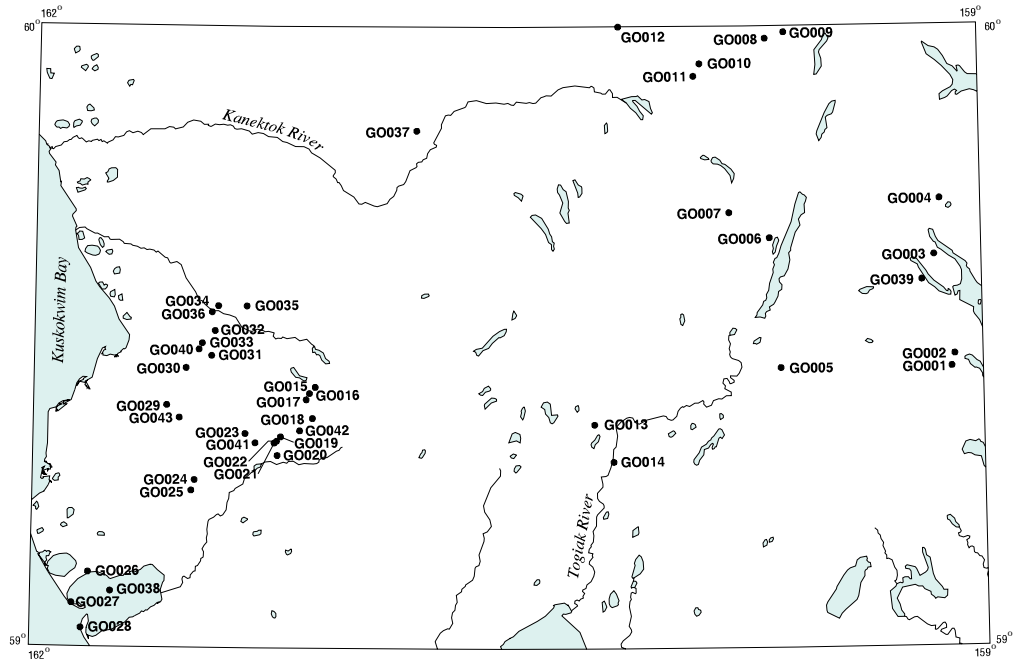 162°
159°
60°
60°
GO012
GO009
GO008
GO010
GO011
Kanektok River
GO037
GO004
GO007
GO006
GO003
GO039
Kuskokwim Bay
GO034
GO035
GO036
GO032
GO033
GO040
GO031
GO030
GO002
GO001
GO005
GO015
GO016
GO017
GO029
GO043
GO018
GO042
GO013
GO023
GO041
GO019
GO020
GO022
GO021
GO014
GO024
GO025
Togiak River
GO026
GO038
GO027
GO028
59°
59°
162°
159°